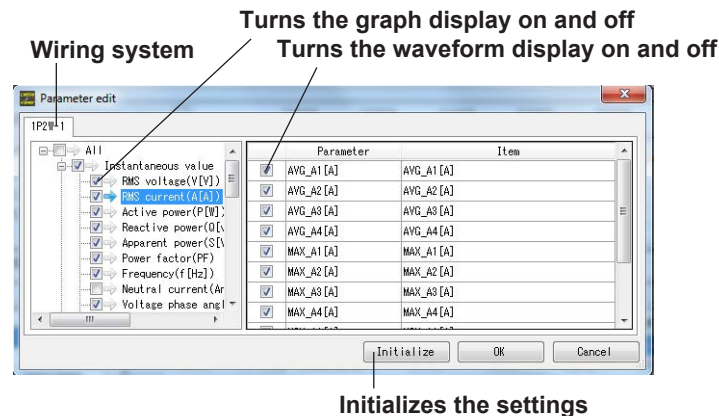 Turns the graph display on and off
Wiring system
Turns the waveform display on and off
Parameter edit
1P2W-1
All
Instantaneous value
RMS voltage(V[V])
RMS current(A[A])
Active power(P[W])
Reactive power(Q[v
Apparent power(S[V
Power factor(PF)
Frequency(f[Hz])
Neutral current(Ar
Voltage phase angl
Parameter Item
AVG_A1[A] AVG_A1[A]
AVG_A2[A] AVG_A2[A]
AVG_A3[A] AVG_A3[A]
AVG_A4[A] AVG_A4[A]
MAX_A1[A] MAX_A1[A]
MAX_A2[A] MAX_A2[A]
MAX_A3[A] MAX_A3[A]
MAX_A4[A] MAX_A4[A]
Initialize OK Cancel
Initializes the settings